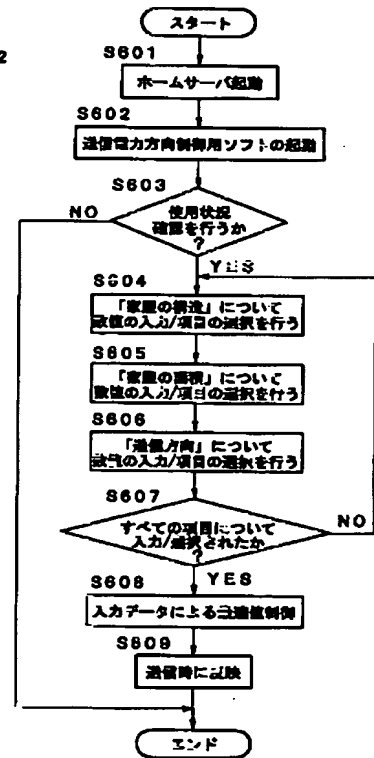 2
スタート
S601
ホームサーバ起動
S602
送信電力方向制御用ソフトの起動
S603
使用状況
確認を行うか
?
NO
YES
S604
「家屋の構造」について
数値の入力/項目の選択を行う
S605
「家屋の面積」について
数値の入力/項目の選択を行う
S606
「通信方向」について
数値の入力/項目の選択を行う
S607
すべての項目について
入力/選択されたか
?
NO
YES
S608
入力データによる 送信制御
S609
送信時に反映
エンド